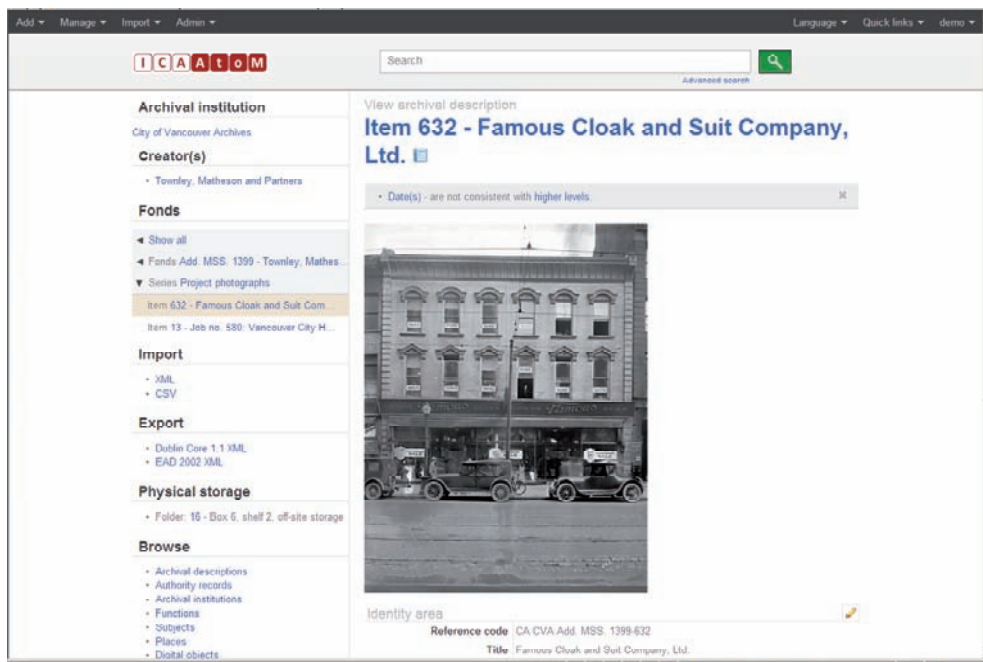 Add Manage Import Admin Language Quick links demo
ICAAtoM
Search
Advanced search
Archival institution
City of Vancouver Archives
Creator(s)
Townley, Matheson and Partners
Fonds
Show all
Fonds Add. MSS. 1399 - Townley, Mathes...
Series Project photographs
Item 632 - Famous Cloak and Suit Com...
Item 13 - Job no. 580: Vancouver City H...
Import
XML
CSV
Export
Dublin Core 1.1 XML
EAD 2002 XML
Physical storage
Folder: 16 - Box 6, shelf 2, off-site storage
Browse
Archival descriptions
Authority records
Archival institutions
Functions
Subjects
Places
Digital objects
View archival description
Item 632 - Famous Cloak and Suit Company,
Ltd.
Date(s) - are not consistent with higher levels.
Famous Famous
Identity area
Reference code CA CVA Add. MSS. 1399-632
Title Famous Cloak and Suit Company, Ltd.